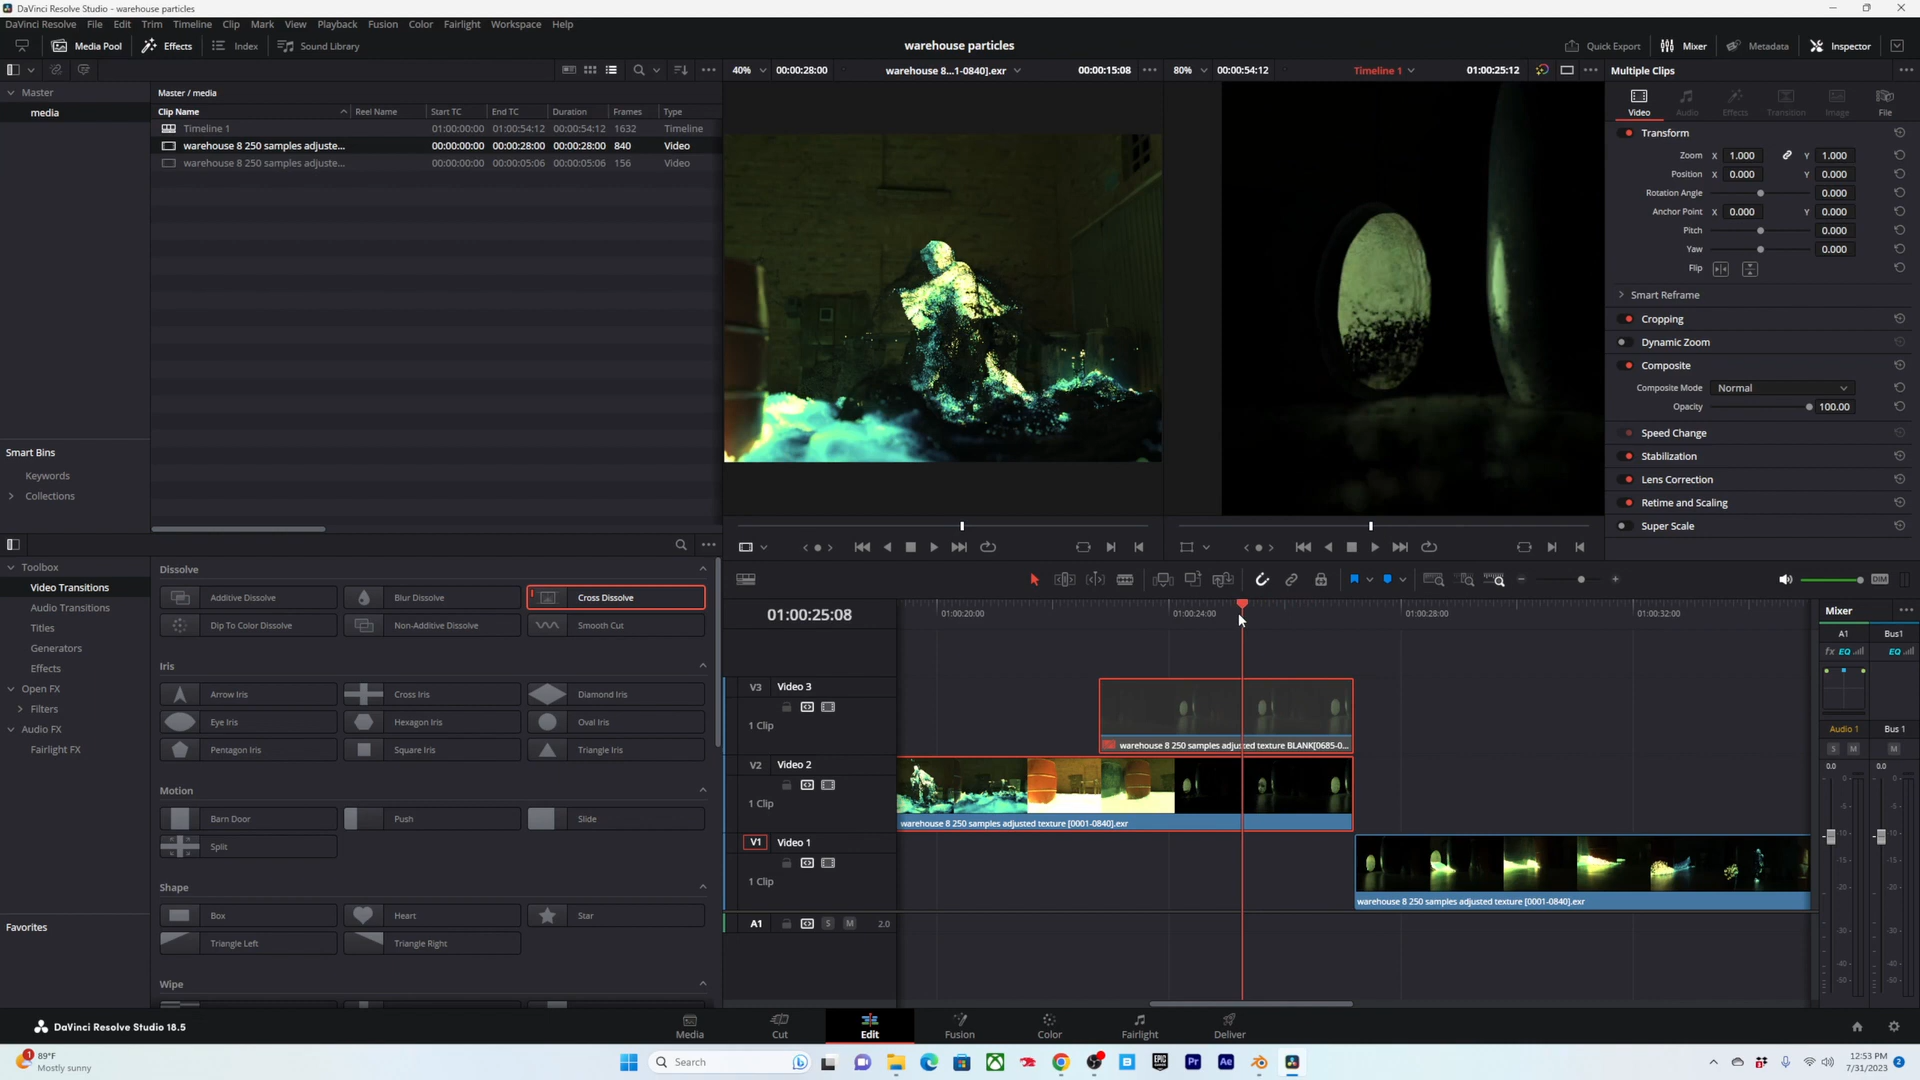 DaVinci Resolve Studio - warehouse particles
DaVinci Resolve File Edit Trim Timeline Clip Mark View Playback Fusion Color Fairlight Workspace Help
Media Pool Effects Index Sound Library
warehouse particles
Quick Export Mixer Metadata Inspector
40% 00:00:28:00 warehouse 8...1-0840].exr 00:00:15:08
80% 00:00:54:12 Timeline 1 01:00:25:12
Multiple Clips
Master
media
Master / media
Clip Name Reel Name Start TC End TC Duration Frames Type
Timeline 1 01:00:00:00 01:00:54:12 00:00:54:12 1632 Timeline
warehouse 8 250 samples adjuste... 00:00:00:00 00:00:28:00 00:00:28:00 840 Video
warehouse 8 250 samples adjuste... 00:00:00:00 00:00:05:06 00:00:05:06 156 Video
Video Audio Effects Transition Image File
Transform
Zoom X 1.000 Y 1.000
Position X 0.000 Y 0.000
Rotation Angle 0.000
Anchor Point X 0.000 Y 0.000
Pitch 0.000
Yaw 0.000
Flip
Smart Reframe
Cropping
Dynamic Zoom
Composite
Composite Mode Normal
Opacity 100.00
Speed Change
Stabilization
Lens Correction
Retime and Scaling
Super Scale
Smart Bins
Keywords
Collections
Toolbox
Video Transitions
Audio Transitions
Titles
Generators
Effects
Open FX
Filters
Audio FX
Fairlight FX
Favorites
Dissolve
Additive Dissolve Blur Dissolve Cross Dissolve
Dip To Color Dissolve Non-Additive Dissolve Smooth Cut
Iris
Arrow Iris Cross Iris Diamond Iris
Eye Iris Hexagon Iris Oval Iris
Pentagon Iris Square Iris Triangle Iris
Motion
Barn Door Push Slide
Split
Shape
Box Heart Star
Triangle Left Triangle Right
Wipe
DIM
01:00:25:08
01:00:20:00 01:00:24:00 01:00:28:00 01:00:32:00
V3 Video 3
1 Clip
warehouse 8 250 samples adjusted texture BLANK[0685-0...
V2 Video 2
1 Clip
warehouse 8 250 samples adjusted texture [0001-0840].exr
V1 Video 1
1 Clip
warehouse 8 250 samples adjusted texture [0001-0840].exr
A1 S M 2.0
Mixer
A1 Bus1
fx EQ EQ
Audio 1 Bus 1
S M M
0.0 0.0
DaVinci Resolve Studio 18.5
Media Cut Edit Fusion Color Fairlight Deliver
1
89°F
Mostly sunny
Search
Pr Ae
12:53 PM
7/31/2023
2